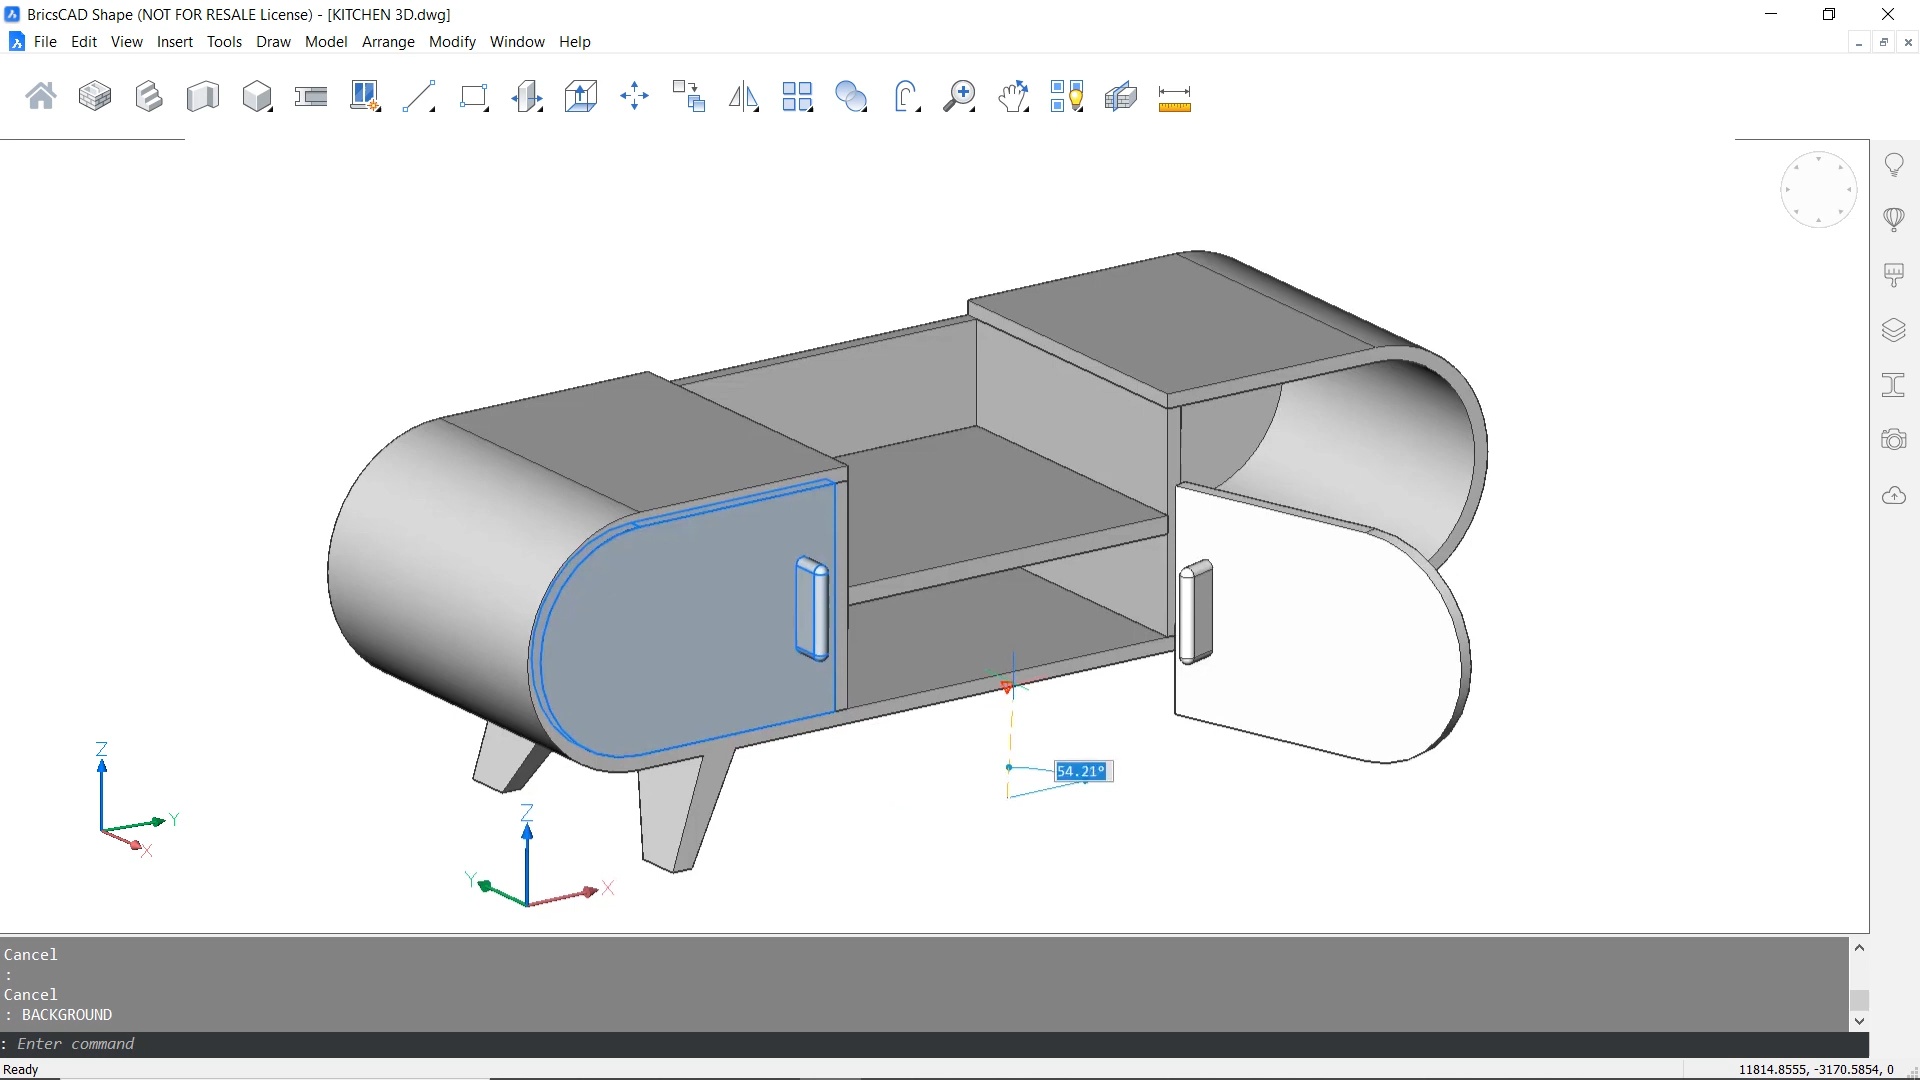 BricsCAD Shape (NOT FOR RESALE License) - [KITCHEN 3D.dwg]
File Edit View Insert Tools Draw Model Arrange Modify Window Help
54.21°
Z
Y
X
Z
Y
X
Cancel
:
Cancel
: BACKGROUND
: Enter command
Ready
11814.8555, -3170.5854, 0